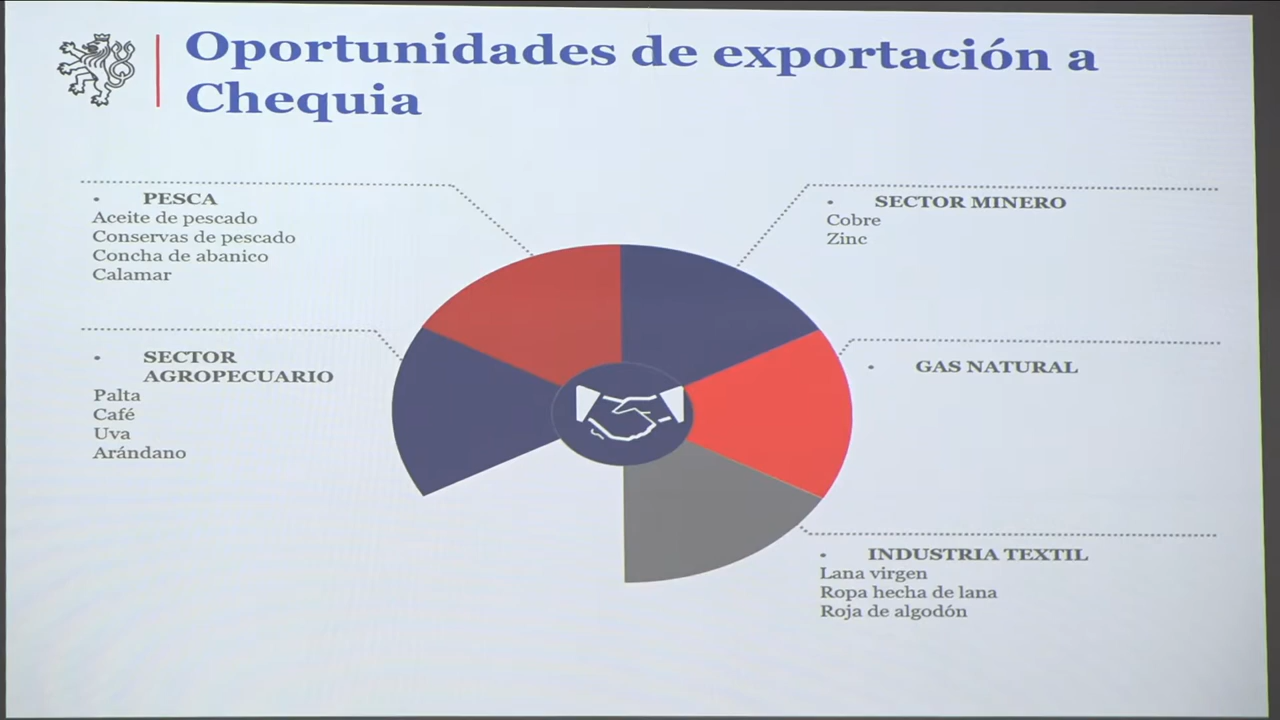 Oportunidades de exportación a
Chequia
• PESCA
Aceite de pescado
Conservas de pescado
Concha de abanico
Calamar
• SECTOR
AGROPECUARIO
Palta
Café
Uva
Arándano
• SECTOR MINERO
Cobre
Zinc
• GAS NATURAL
• INDUSTRIA TEXTIL
Lana virgen
Ropa hecha de lana
Roja de algodón